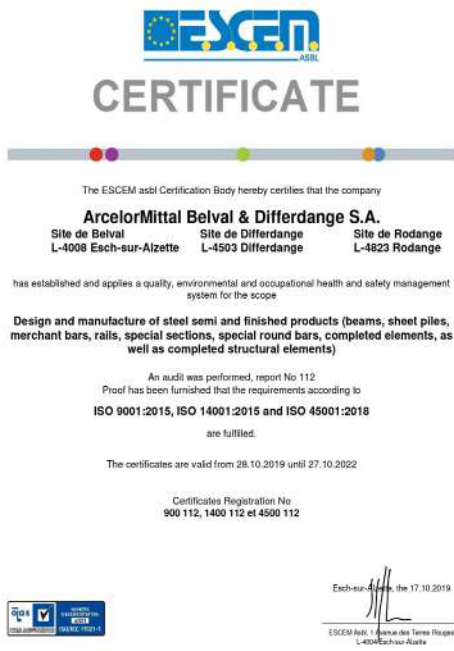 ESCEM
ASBL
CERTIFICATE
The ESCEM asbl Certification Body hereby certifies that the company
ArcelorMittal Belval & Differdange S.A.
Site de Belval Site de Differdange Site de Rodange
L-4008 Esch-sur-Alzette L-4503 Differdange L-4823 Rodange
has established and applies a quality, environmental and occupational health and safety management
system for the scope
Design and manufacture of steel semi and finished products (beams, sheet piles,
merchant bars, rails, special sections, special round bars, completed elements, as
well as completed structural elements)
An audit was performed, report No 112
Proof has been furnished that the requirements according to
ISO 9001:2015, ISO 14001:2015 and ISO 45001:2018
are fulfilled.
The certificates are valid from 28.10.2019 until 27.10.2022
Certificates Registration No
900 112, 1400 112 et 4500 112
Esch-sur-Alzette, the 17.10.2019
ESCEM Asbl, 1 Avenue des Terres Rouges
L-4004 Esch-sur-Alzette
olas
ISO/IEC 17021-1